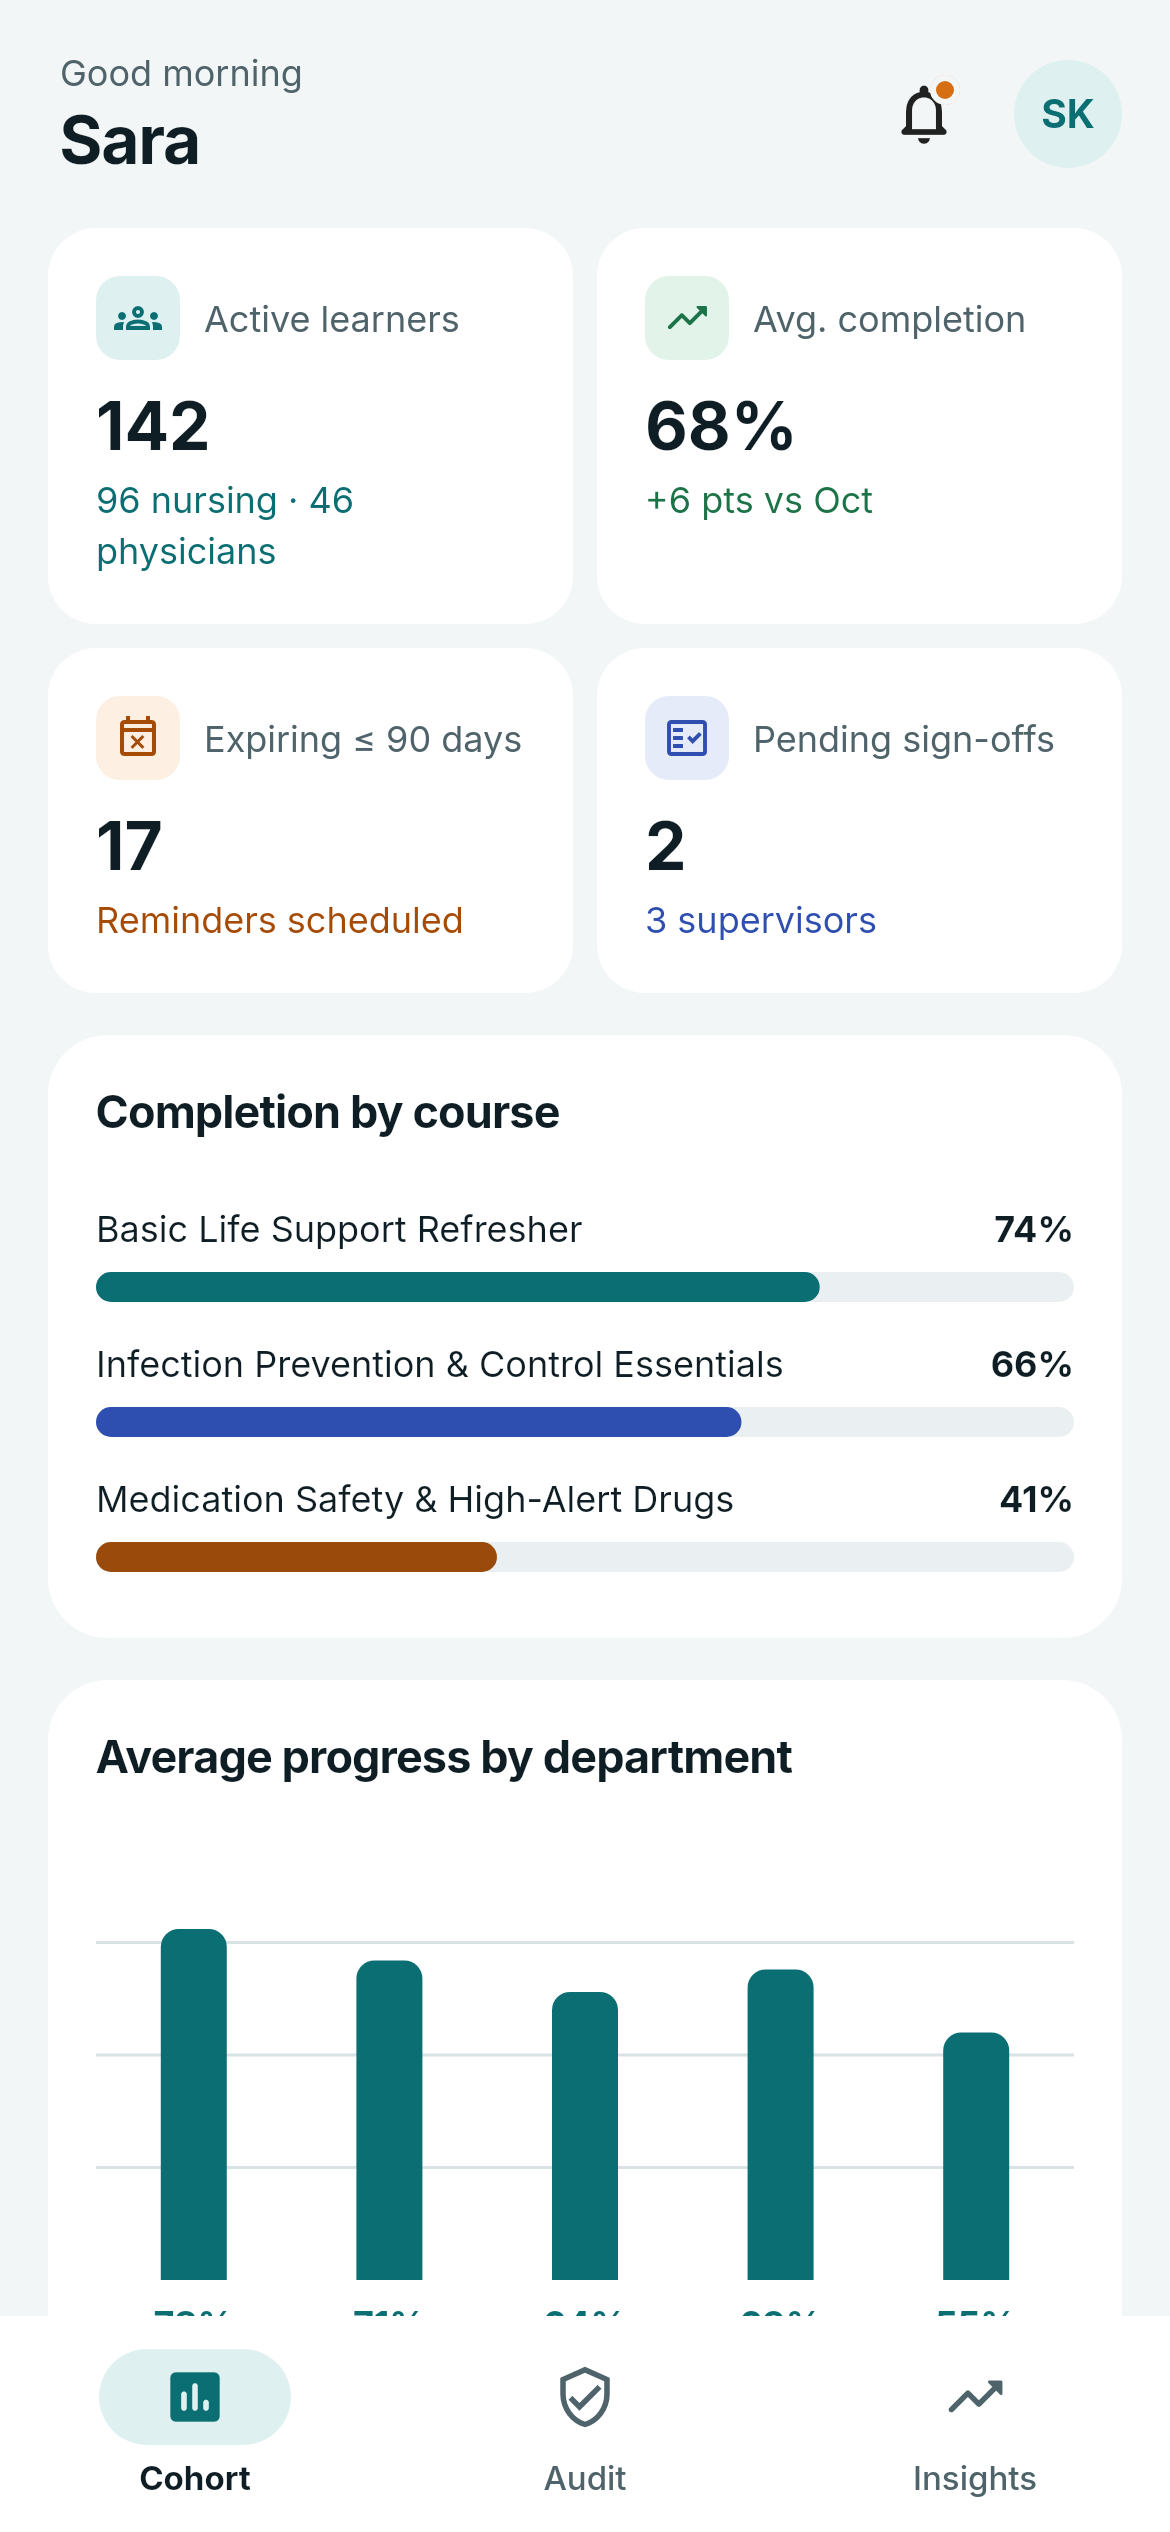 Good morning
Sara
SK
Active learners
142
96 nursing · 46
physicians
Avg. completion
68%
+6 pts vs Oct
Expiring ≤ 90 days
17
Reminders scheduled
Pending sign-offs
2
3 supervisors
Completion by course
Basic Life Support Refresher
74%
Infection Prevention & Control Essentials
66%
Medication Safety & High-Alert Drugs
41%
Average progress by department
Cohort
Audit
Insights